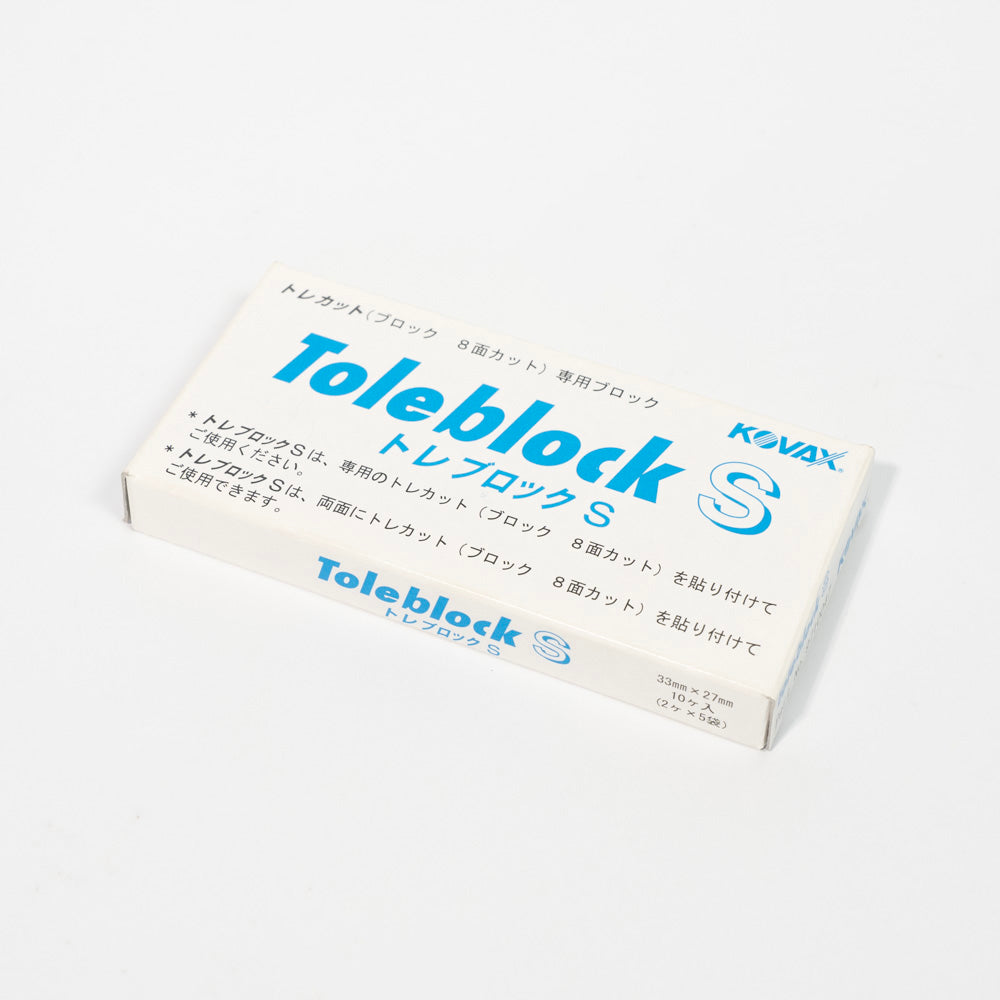 トレカット(ブロック 8面カット)専用ブロック
Toleblock S
トレブロックS
KOVAX®
* トレブロックSは、専用のトレカット(ブロック 8面カット)を貼り付けて
ご使用ください。
* トレブロックSは、両面にトレカット(ブロック 8面カット)を貼り付けて
ご使用できます。
Toleblock S
トレブロックS
33mm×27mm
10ケ入
(2ケ×5袋)